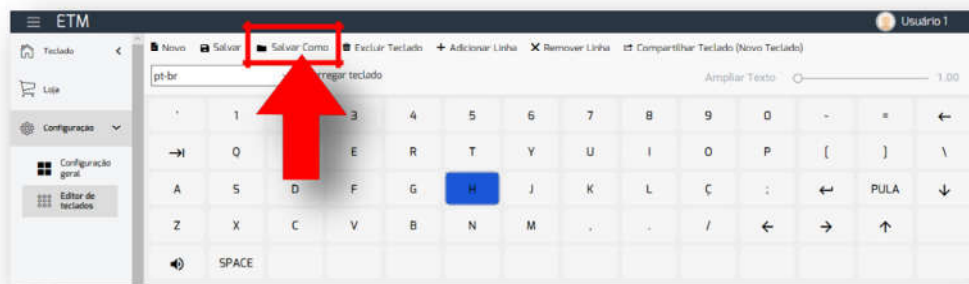 ETM Usuário 1
Teclado Novo Salvar Salvar Como Excluir Teclado + Adicionar Linha X Remover Linha Compartilhar Teclado (Novo Teclado)
pt-br regar teclado Ampliar Texto 1.00
Loja
' 1 3 4 5 6 7 8 9 0 - = ←
Configuração
→| Q E R T Y U I O P [ ] \
Configuração geral
A S D F G H J K L Ç ; ↵ PULA ↓
Editor de teclados
Z X C V B N M , . / ← → ↑
SPACE